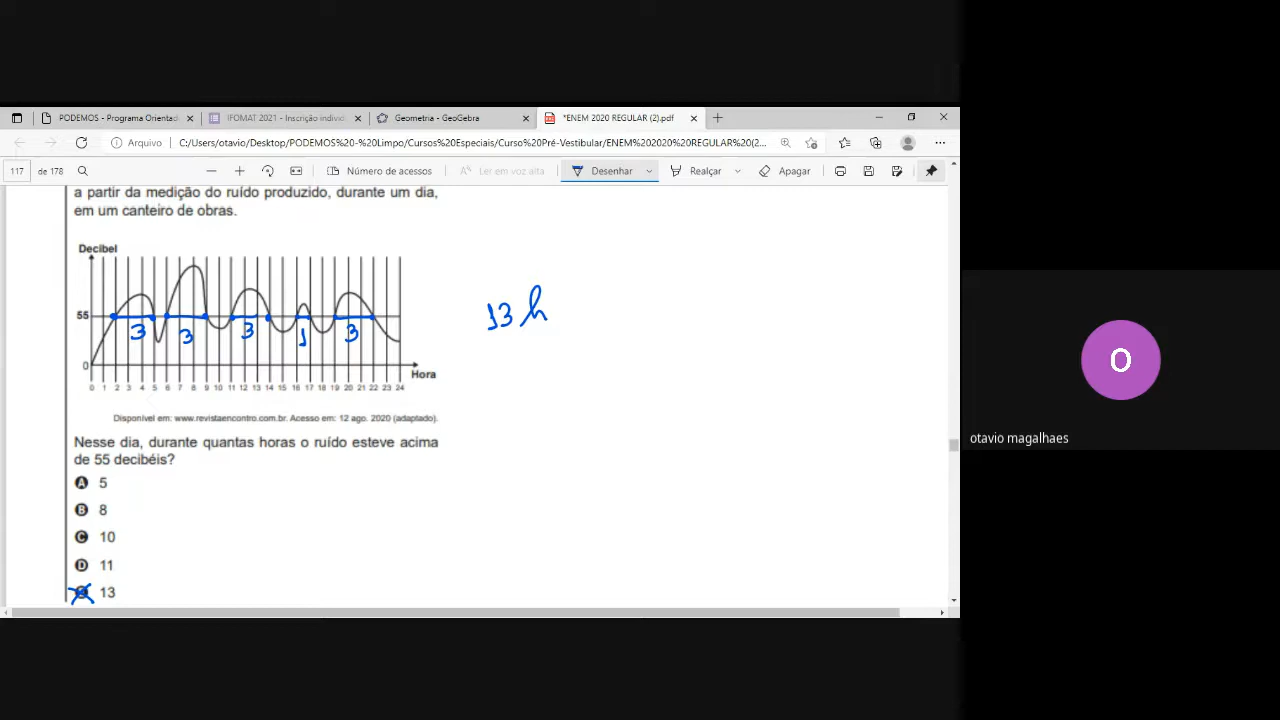 PODEMOS - Programa Orientad
IFOMAT 2021 - Inscrição individ
Geometria - GeoGebra
*ENEM 2020 REGULAR (2).pdf
Arquivo
C:/Users/otavio/Desktop/PODEMOS%20-%20Limpo/Cursos%20Especiais/Curso%20Pré-Vestibular/ENEM%202020%20REGULAR%20(2...
117 de 178
Número de acessos
Ler em voz alta
Desenhar
Realçar
Apagar
a partir da medição do ruído produzido, durante um dia,
em um canteiro de obras.
Decibel
55
3 3 3 1 3
13 h
0
Hora
0 1 2 3 4 5 6 7 8 9 10 11 12 13 14 15 16 17 18 19 20 21 22 23 24
Disponível em: www.revistaencontro.com.br. Acesso em: 12 ago. 2020 (adaptado).
Nesse dia, durante quantas horas o ruído esteve acima
de 55 decibéis?
A 5
B 8
C 10
D 11
13
O
otavio magalhaes